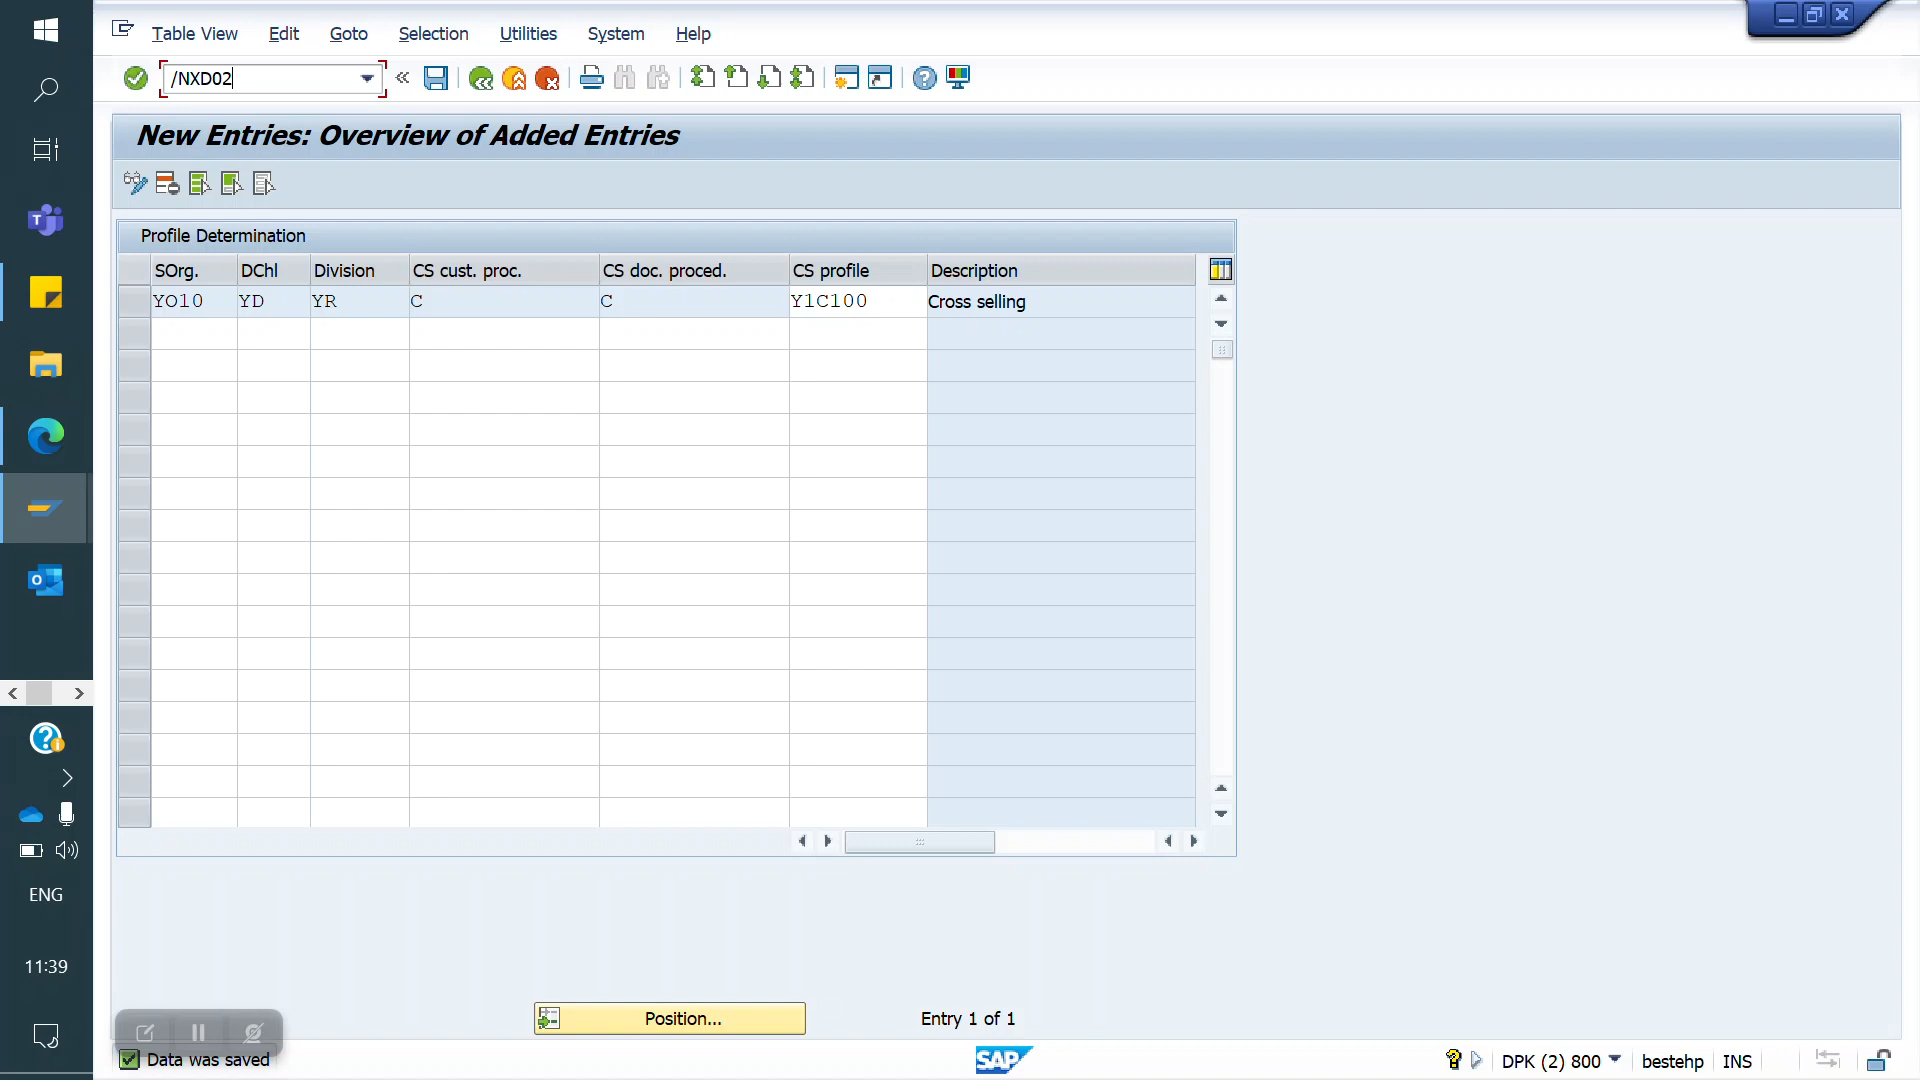 Table View Edit Goto Selection Utilities System Help
/NXD02
New Entries: Overview of Added Entries
Profile Determination
SOrg. DChl Division CS cust. proc. CS doc. proced. CS profile Description
YO10 YD YR C C Y1C100 Cross selling
Position... Entry 1 of 1
Data was saved
SAP
DPK (2) 800 bestehp INS
ENG
11:39